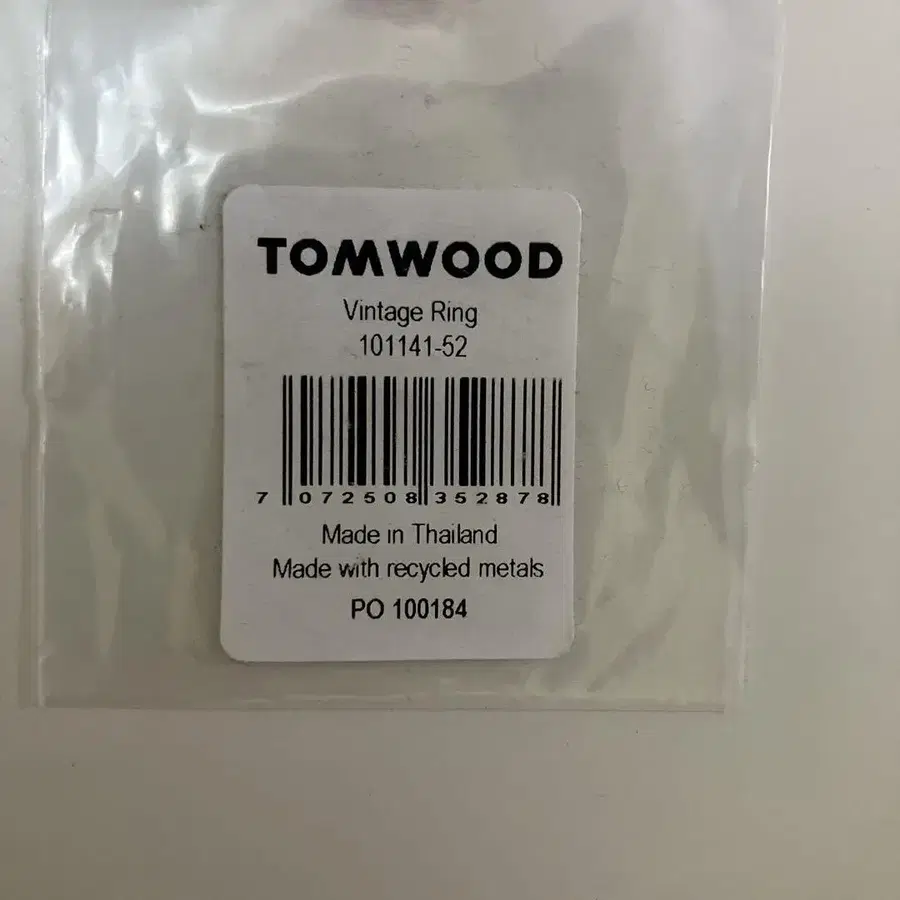 TOMWOOD
Vintage Ring
101141-52
7 072508 352878
Made in Thailand
Made with recycled metals
PO 100184